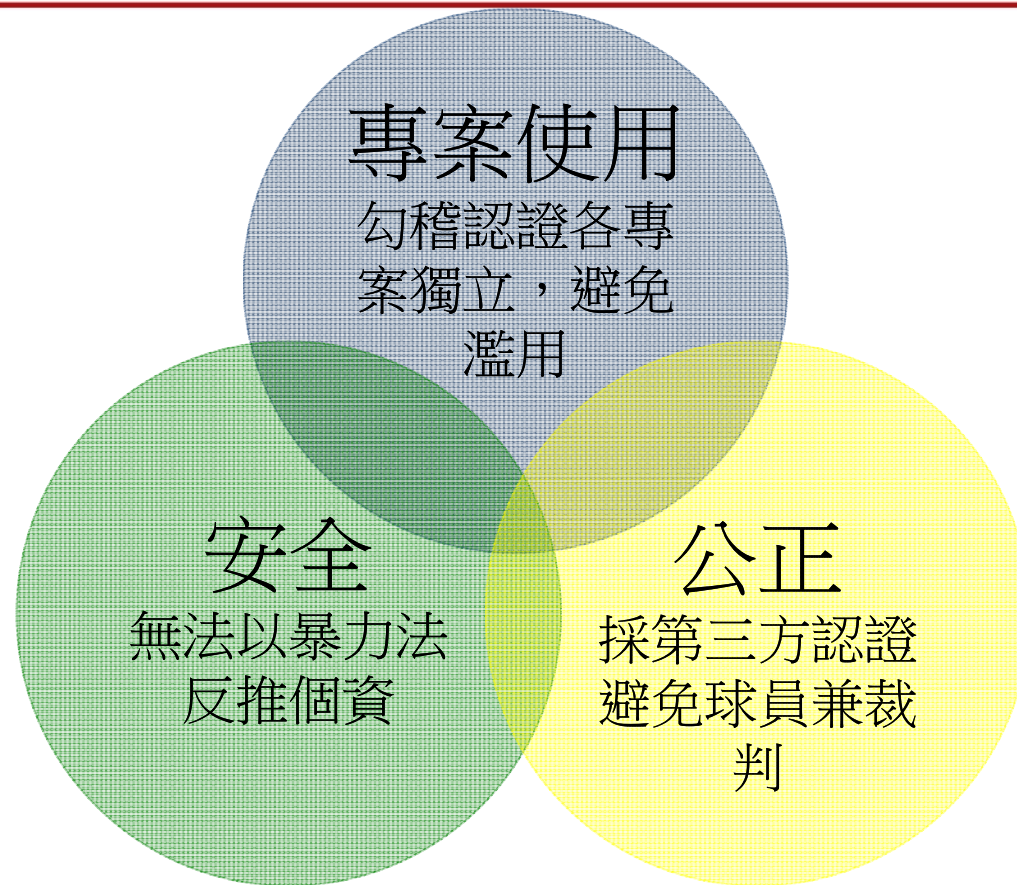 專案使用
勾稽認證各專
案獨立，避免
濫用
安全
無法以暴力法
反推個資
公正
採第三方認證
避免球員兼裁
判